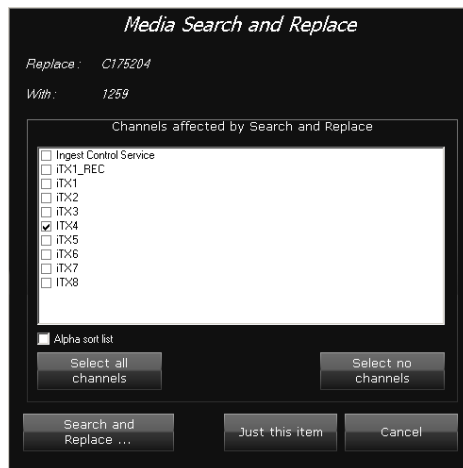 Media Search and Replace
Replace : C175204
With : 1259
Channels affected by Search and Replace
Ingest Control Service
iTX1_REC
iTX1
iTX2
iTX3
ITX4
iTX5
iTX6
iTX7
ITX8
Alpha sort list
Select all
channels
Select no
channels
Search and
Replace ...
Just this item
Cancel